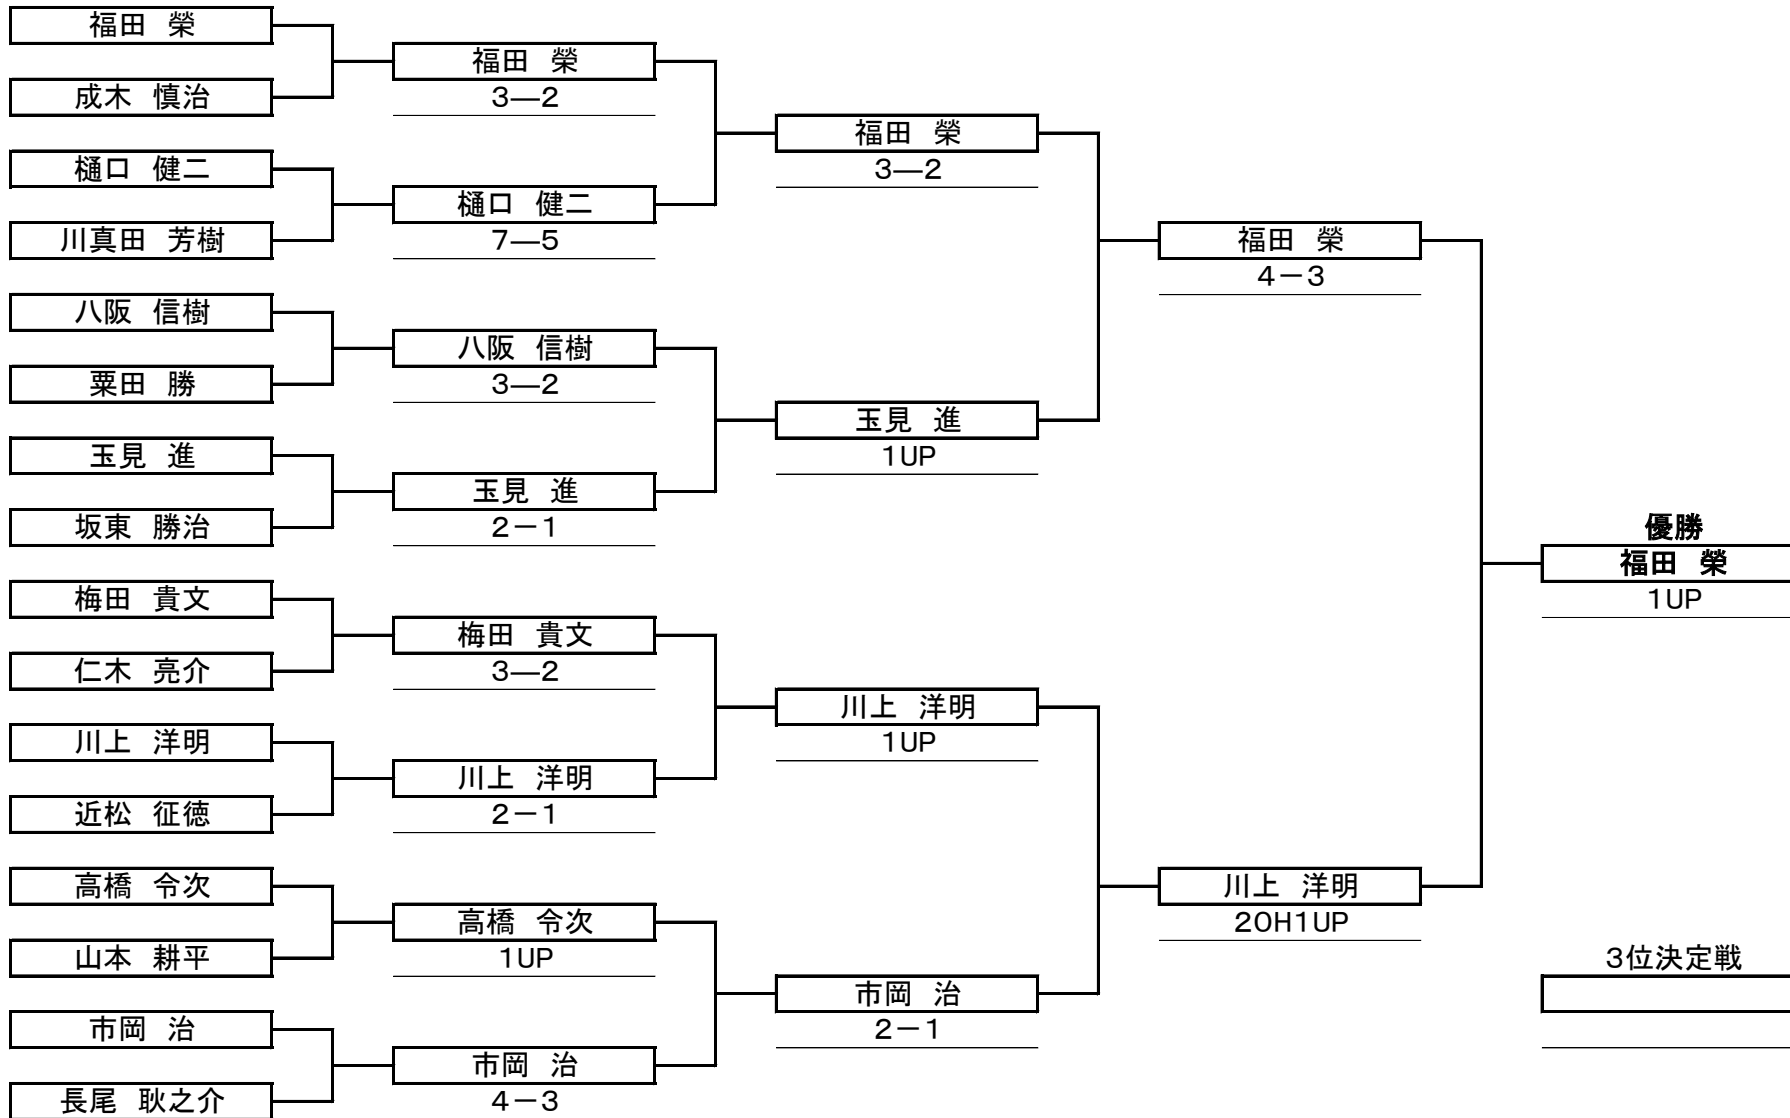 福田　榮
成木　慎治
樋口　健二
川真田　芳樹
八阪　信樹
粟田　勝
玉見　進
坂東　勝治
梅田　貴文
仁木　亮介
川上　洋明
近松　征徳
高橋　令次
山本　耕平
市岡　治
長尾　耿之介
福田　榮
3―2
樋口　健二
7―5
八阪　信樹
3―2
玉見　進
2－1
梅田　貴文
3―2
川上　洋明
2－1
高橋　令次
1UP
市岡　治
4－3
福田　榮
3―2
玉見　進
1UP
川上　洋明
1UP
市岡　治
2－1
福田　榮
4－3
川上　洋明
20H1UP
優勝
福田　榮
1UP
3位決定戦